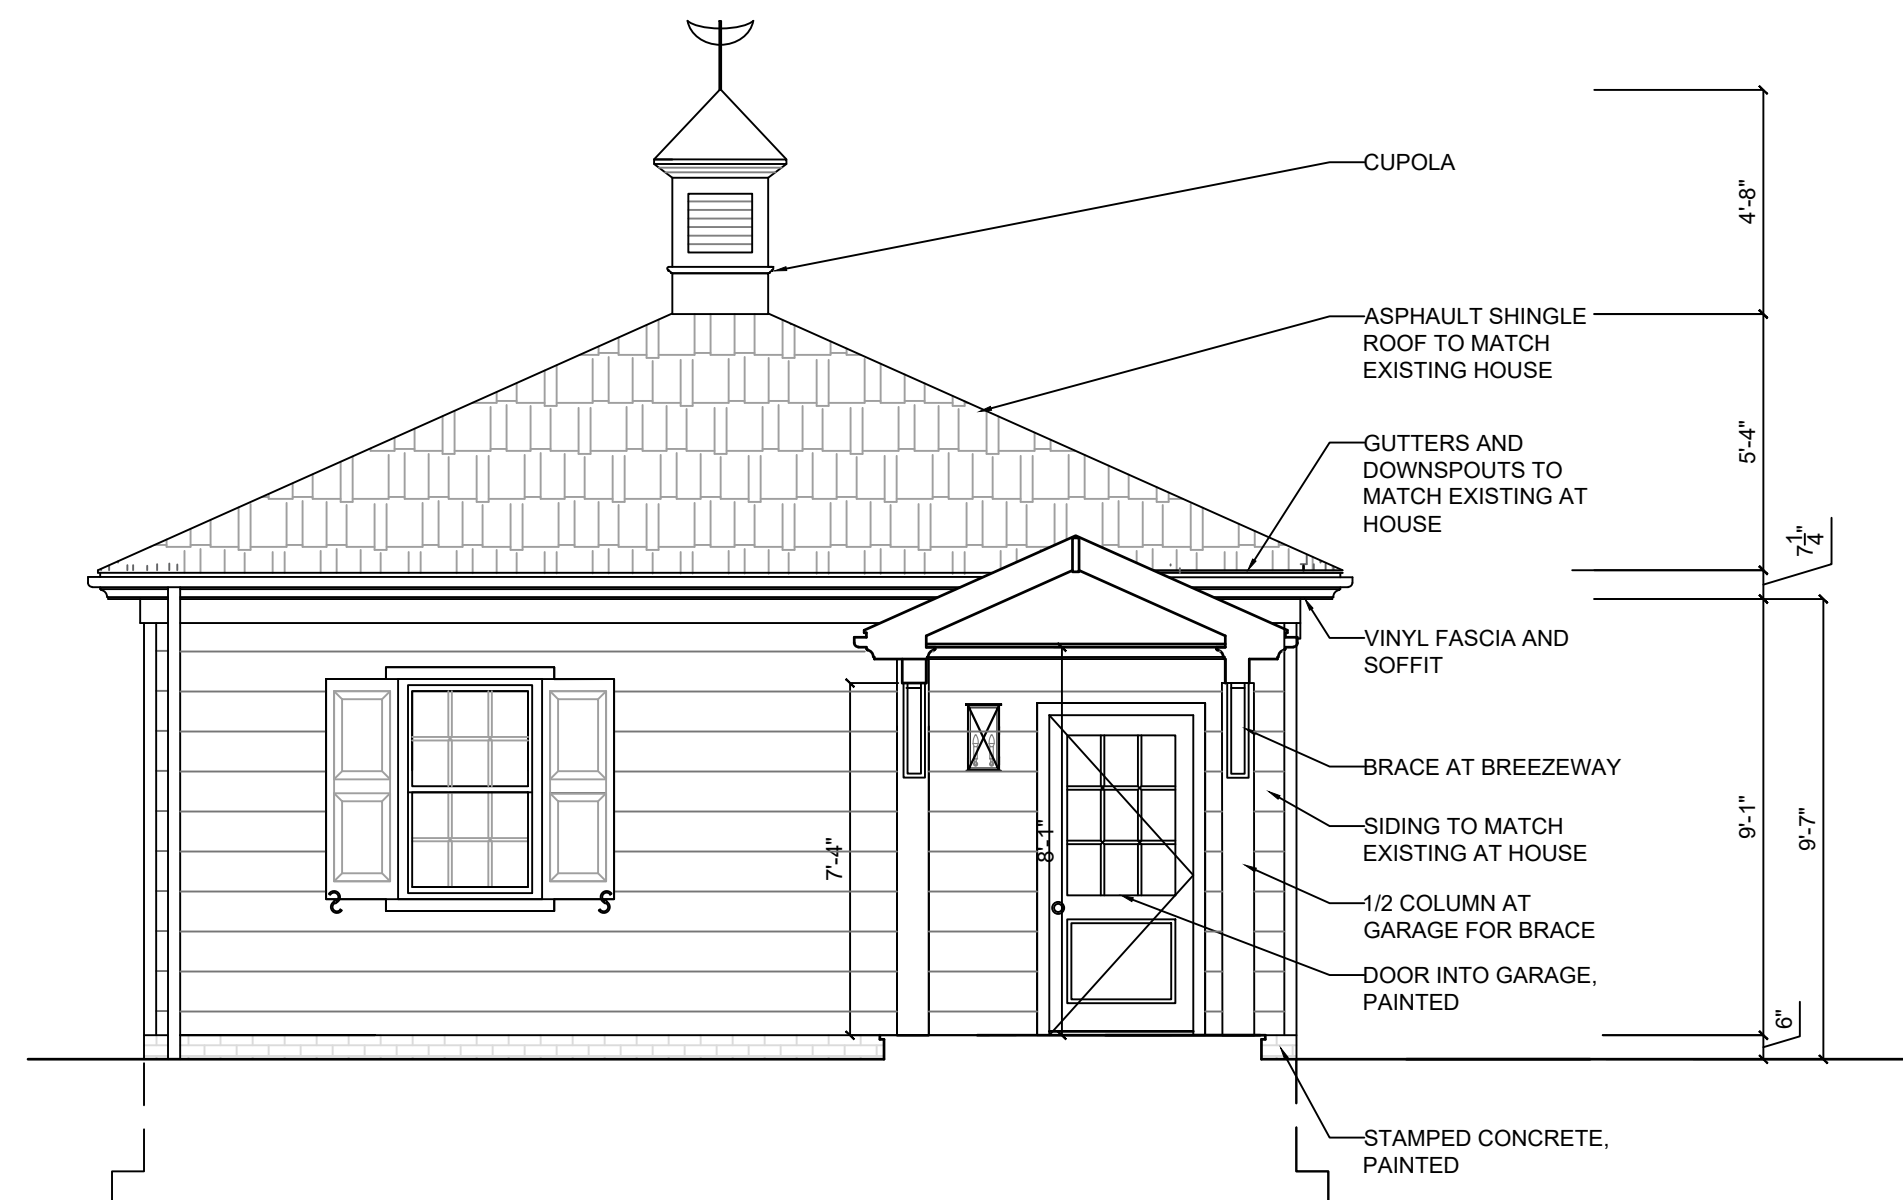 CUPOLA
4'-8"
ASPHAULT SHINGLE
ROOF TO MATCH
EXISTING HOUSE
5'-4"
GUTTERS AND
DOWNSPOUTS TO
MATCH EXISTING AT
HOUSE
7 1/4"
VINYL FASCIA AND
SOFFIT
BRACE AT BREEZEWAY
SIDING TO MATCH
EXISTING AT HOUSE
9'-1"
9'-7"
7'-4"
8'-1"
1/2 COLUMN AT
GARAGE FOR BRACE
DOOR INTO GARAGE,
PAINTED
6"
STAMPED CONCRETE,
PAINTED